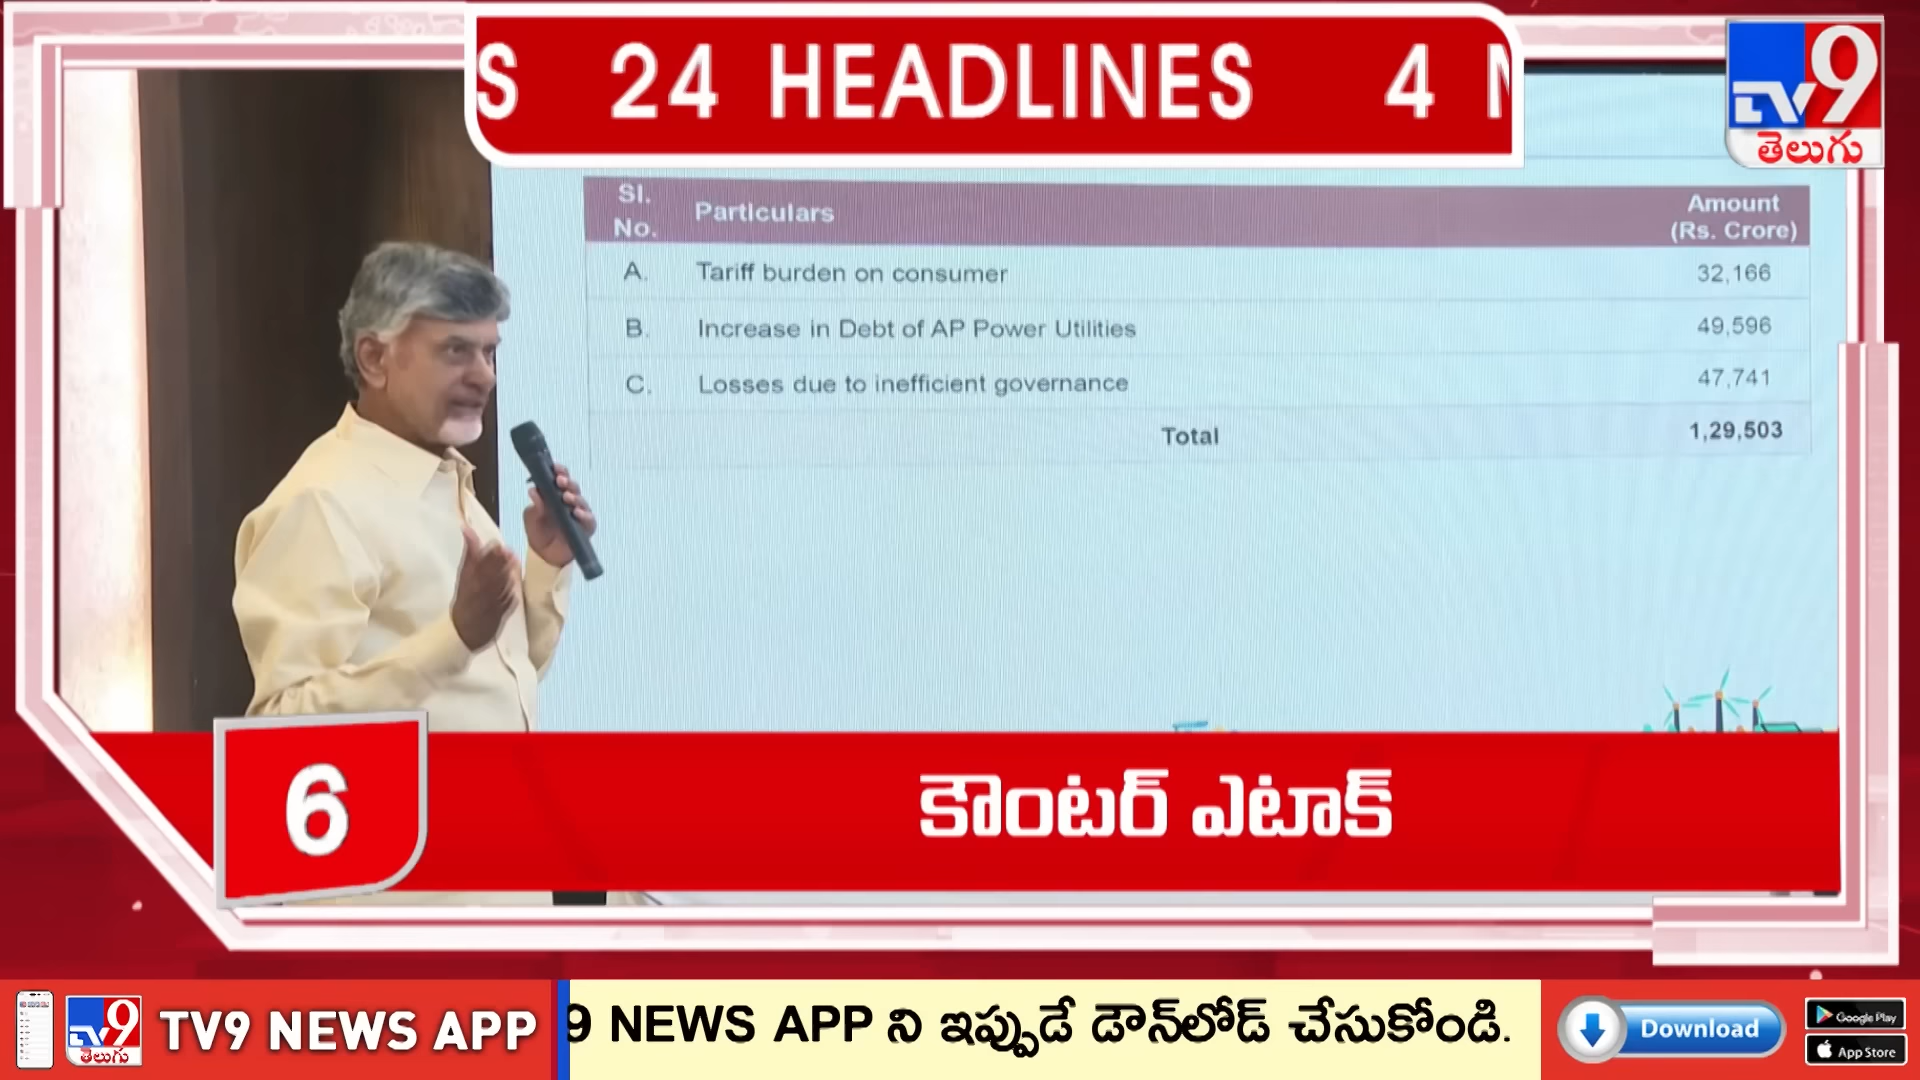 S 24 HEADLINES 4
TV9
తెలుగు
Sl. No. Particulars Amount (Rs. Crore)
A. Tariff burden on consumer 32,166
B. Increase in Debt of AP Power Utilities 49,596
C. Losses due to inefficient governance 47,741
Total 1,29,503
6 కౌంటర్ ఎటాక్
TV9 తెలుగు TV9 NEWS APP 9 NEWS APP ని ఇప్పుడే డౌన్‌లోడ్ చేసుకోండి. Download
Google Play
App Store